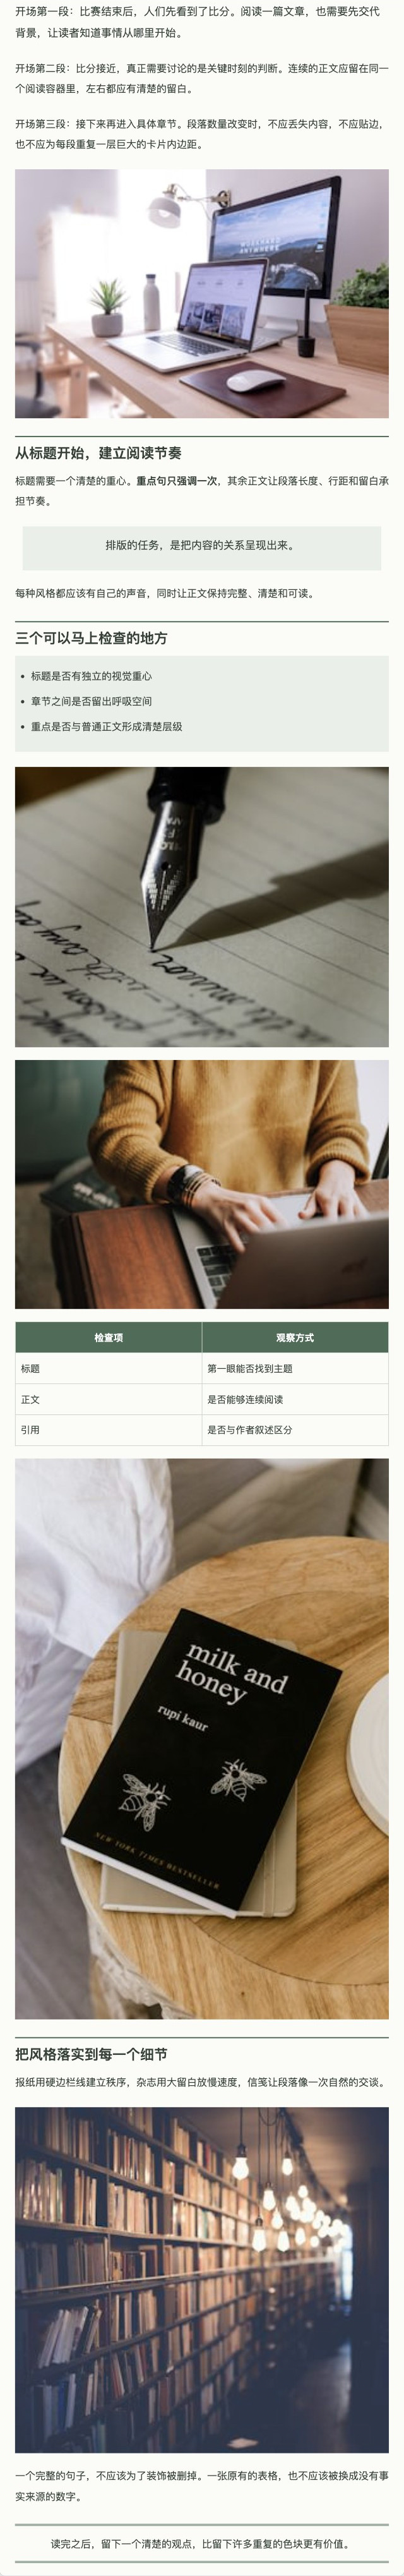 开场第一段：比赛结束后，人们先看到了比分。阅读一篇文章，也需要先交代
背景，让读者知道事情从哪里开始。
开场第二段：比分接近，真正需要讨论的是关键时刻的判断。连续的正文应留在同一
个阅读容器里，左右都应有清楚的留白。
开场第三段：接下来再进入具体章节。段落数量改变时，不应丢失内容，不应贴边，
也不应为每段重复一层巨大的卡片内边距。
从标题开始，建立阅读节奏
标题需要一个清楚的重心。重点句只强调一次，其余正文让段落长度、行距和留白承
担节奏。
排版的任务，是把内容的关系呈现出来。
每种风格都应该有自己的声音，同时让正文保持完整、清楚和可读。
三个可以马上检查的地方
• 标题是否有独立的视觉重心
• 章节之间是否留出呼吸空间
• 重点是否与普通正文形成清楚层级
检查项 观察方式
标题 第一眼能否找到主题
正文 是否能够连续阅读
引用 是否与作者叙述区分
milk and
honey
rupi kaur
NEW YORK TIMES BESTSELLER
把风格落实到每一个细节
报纸用硬边栏线建立秩序，杂志用大留白放慢速度，信笺让段落像一次自然的交谈。
一个完整的句子，不应该为了装饰被删掉。一张原有的表格，也不应该被换成没有事
实来源的数字。
读完之后，留下一个清楚的观点，比留下许多重复的色块更有价值。